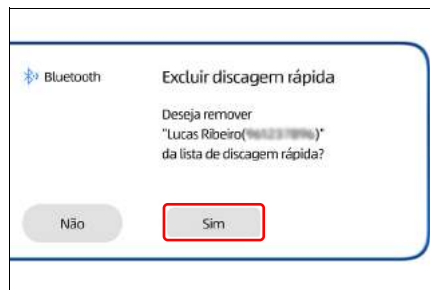 Bluetooth
Excluir discagem rápida
Deseja remover
"Lucas Ribeiro( )"
da lista de discagem rápida?
Não
Sim